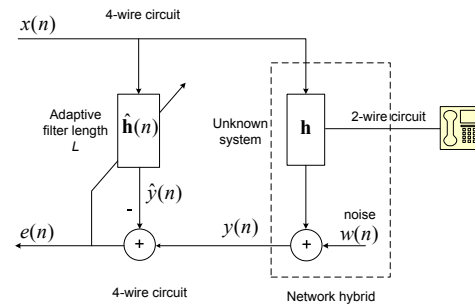 4-wire circuit
x(n)
Adaptive
filter length
L
ĥ(n)
Unknown
system
h
2-wire circuit
ŷ(n)
-
noise
e(n)
+
y(n)
+
w(n)
4-wire circuit
Network hybrid